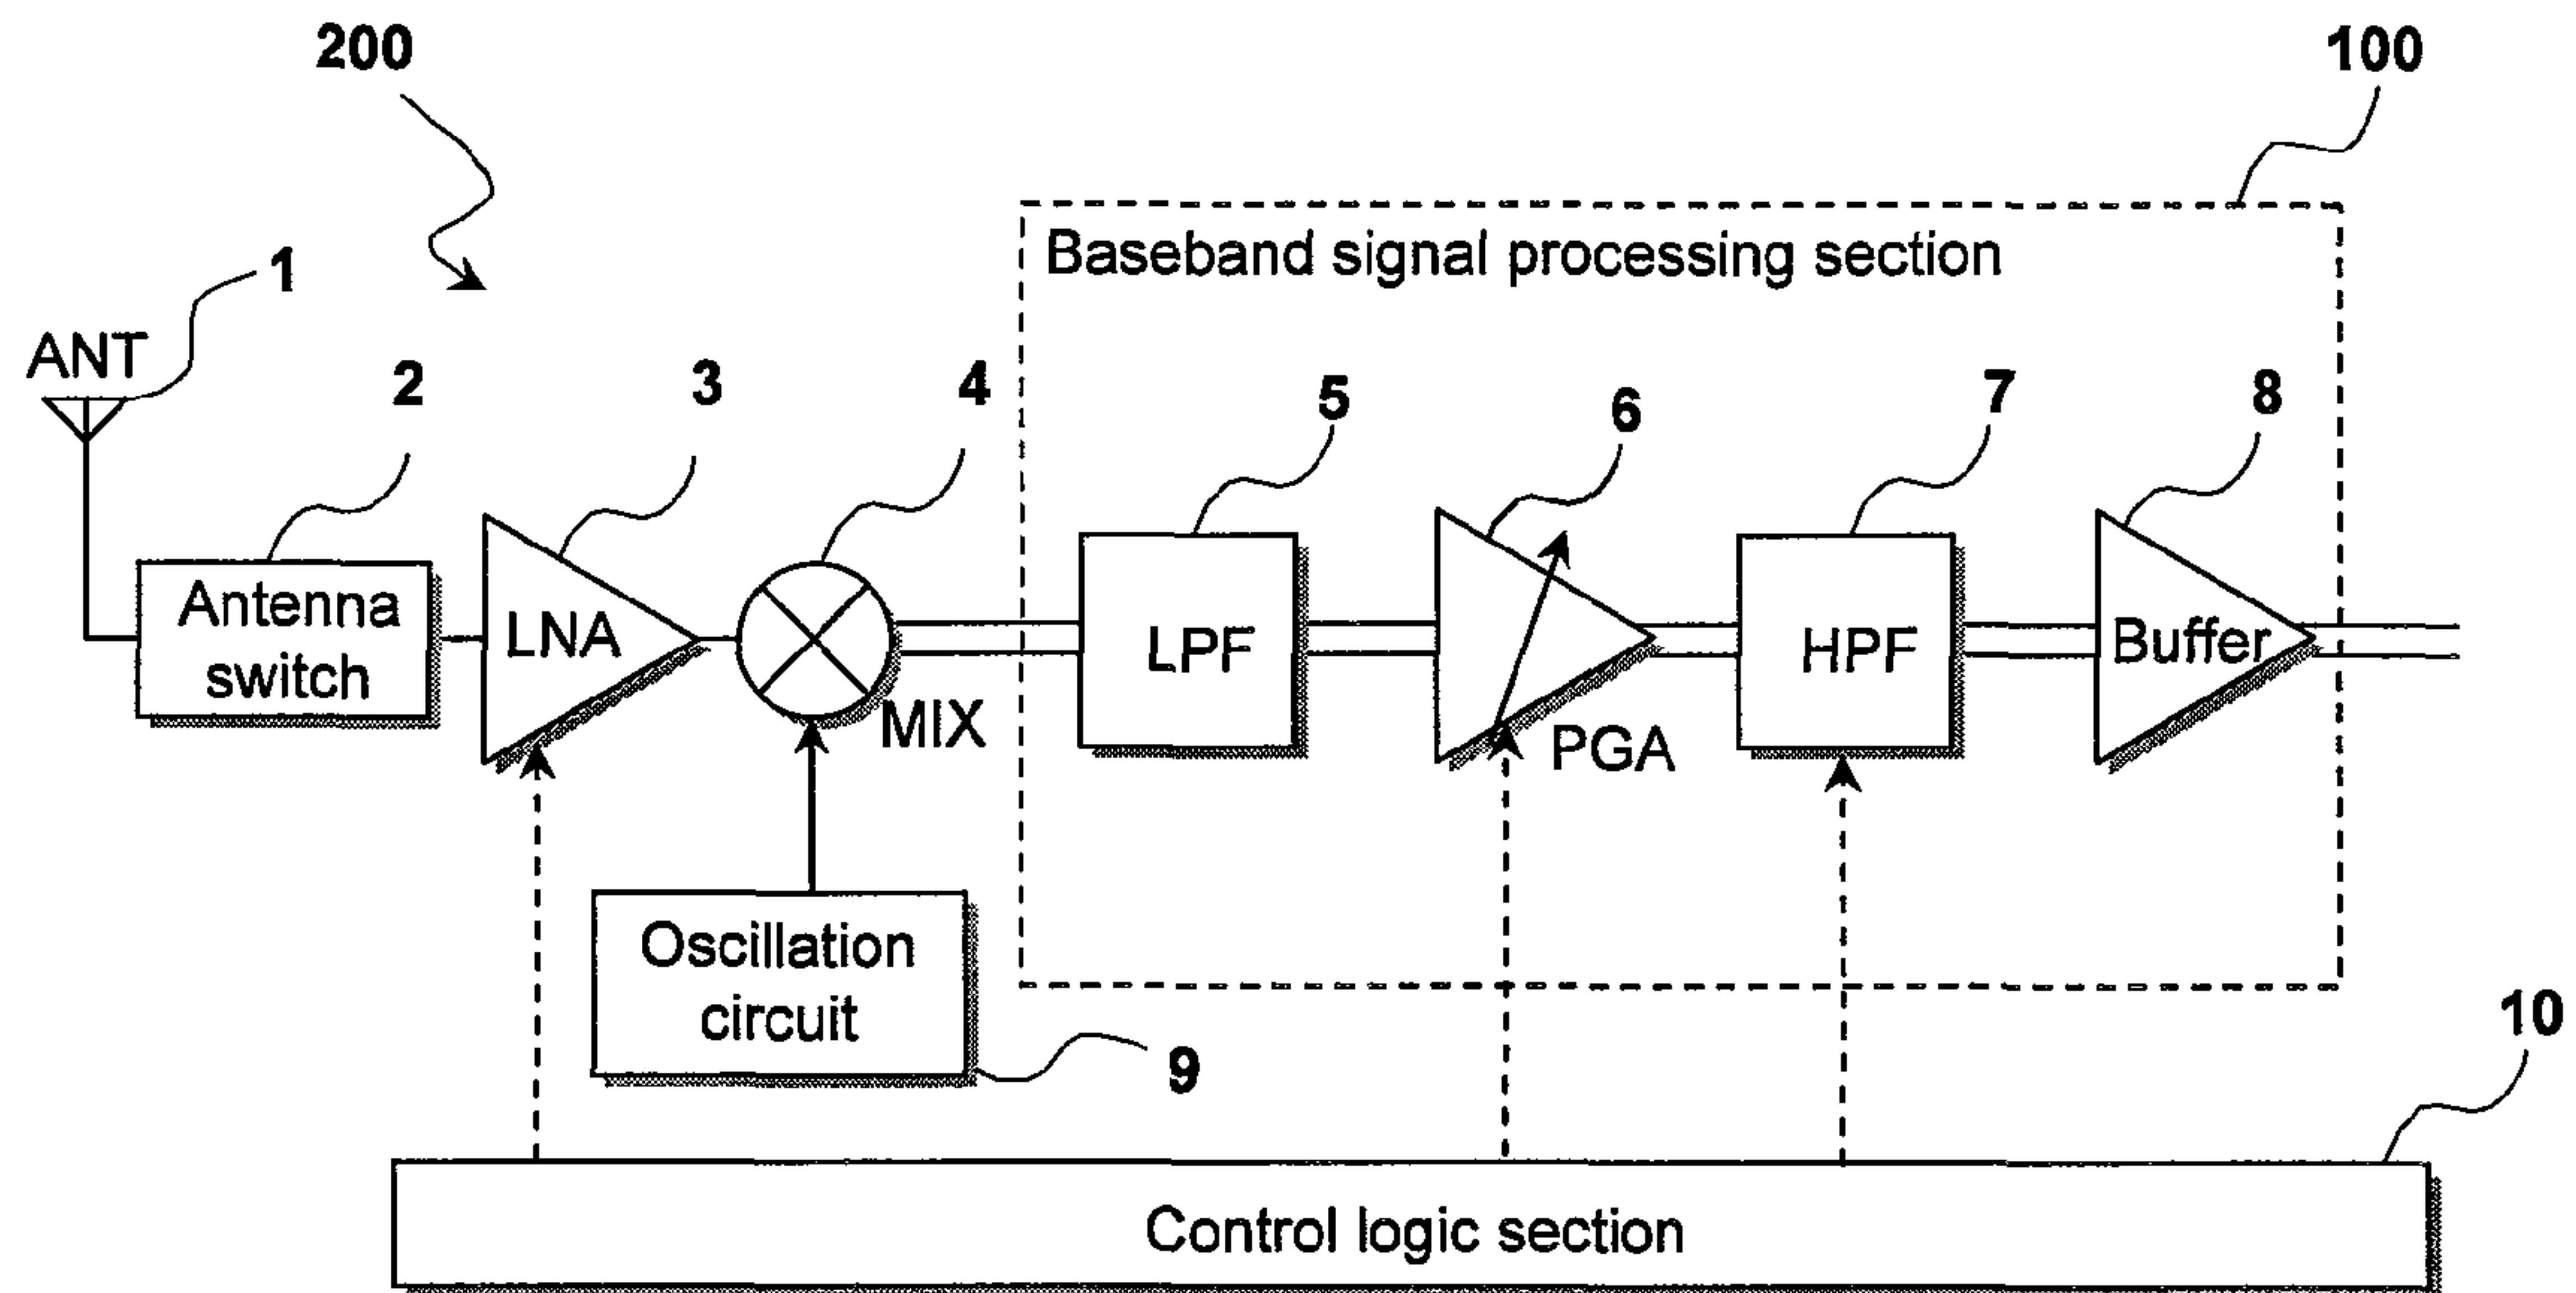 200
100
Baseband signal processing section
1
ANT
2
3
4
5
6
7
8
Antenna
switch
LNA
MIX
LPF
PGA
HPF
Buffer
Oscillation
circuit
9
10
Control logic section